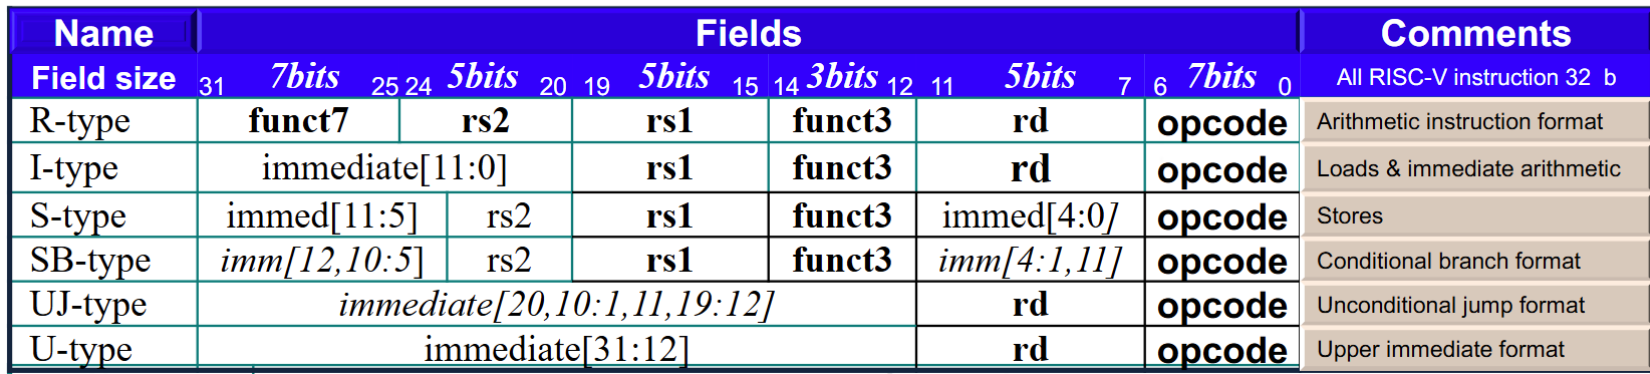 Name Fields Comments
Field size 31 7bits 25 24 5bits 20 19 5bits 15 14 3bits 12 11 5bits 7 6 7bits 0 All RISC-V instruction 32 b
R-type funct7 rs2 rs1 funct3 rd opcode Arithmetic instruction format
I-type immediate[11:0] rs1 funct3 rd opcode Loads & immediate arithmetic
S-type immed[11:5] rs2 rs1 funct3 immed[4:0] opcode Stores
SB-type imm[12,10:5] rs2 rs1 funct3 imm[4:1,11] opcode Conditional branch format
UJ-type immediate[20,10:1,11,19:12] rd opcode Unconditional jump format
U-type immediate[31:12] rd opcode Upper immediate format